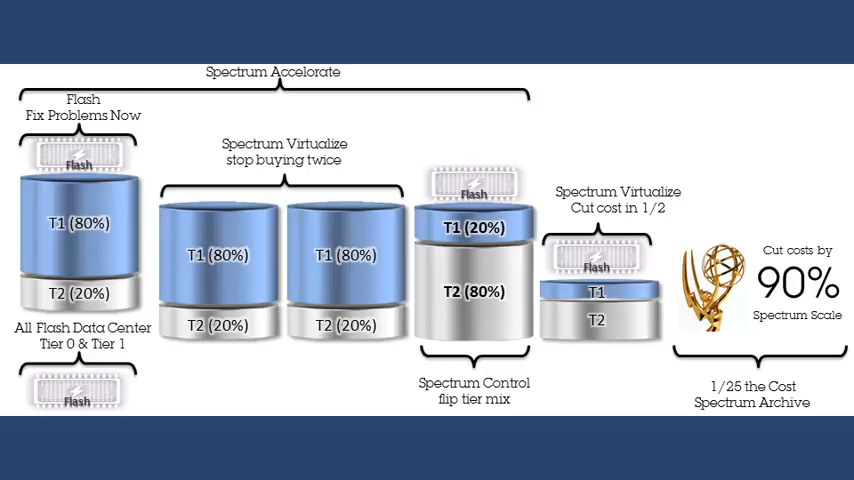 Spectrum Accelorate
Flash
Fix Problems Now
Flash
T1 (80%)
T2 (20%)
All Flash Data Center
Tier 0 & Tier 1
Flash
Spectrum Virtualize
stop buying twice
T1 (80%)
T2 (20%)
T1 (80%)
T2 (20%)
Flash
T1 (20%)
T2 (80%)
Spectrum Control
flip tier mix
Spectrum Virtualize
Cut cost in 1/2
Flash
T1
T2
Cut costs by
90%
Spectrum Scale
1/25 the Cost
Spectrum Archive